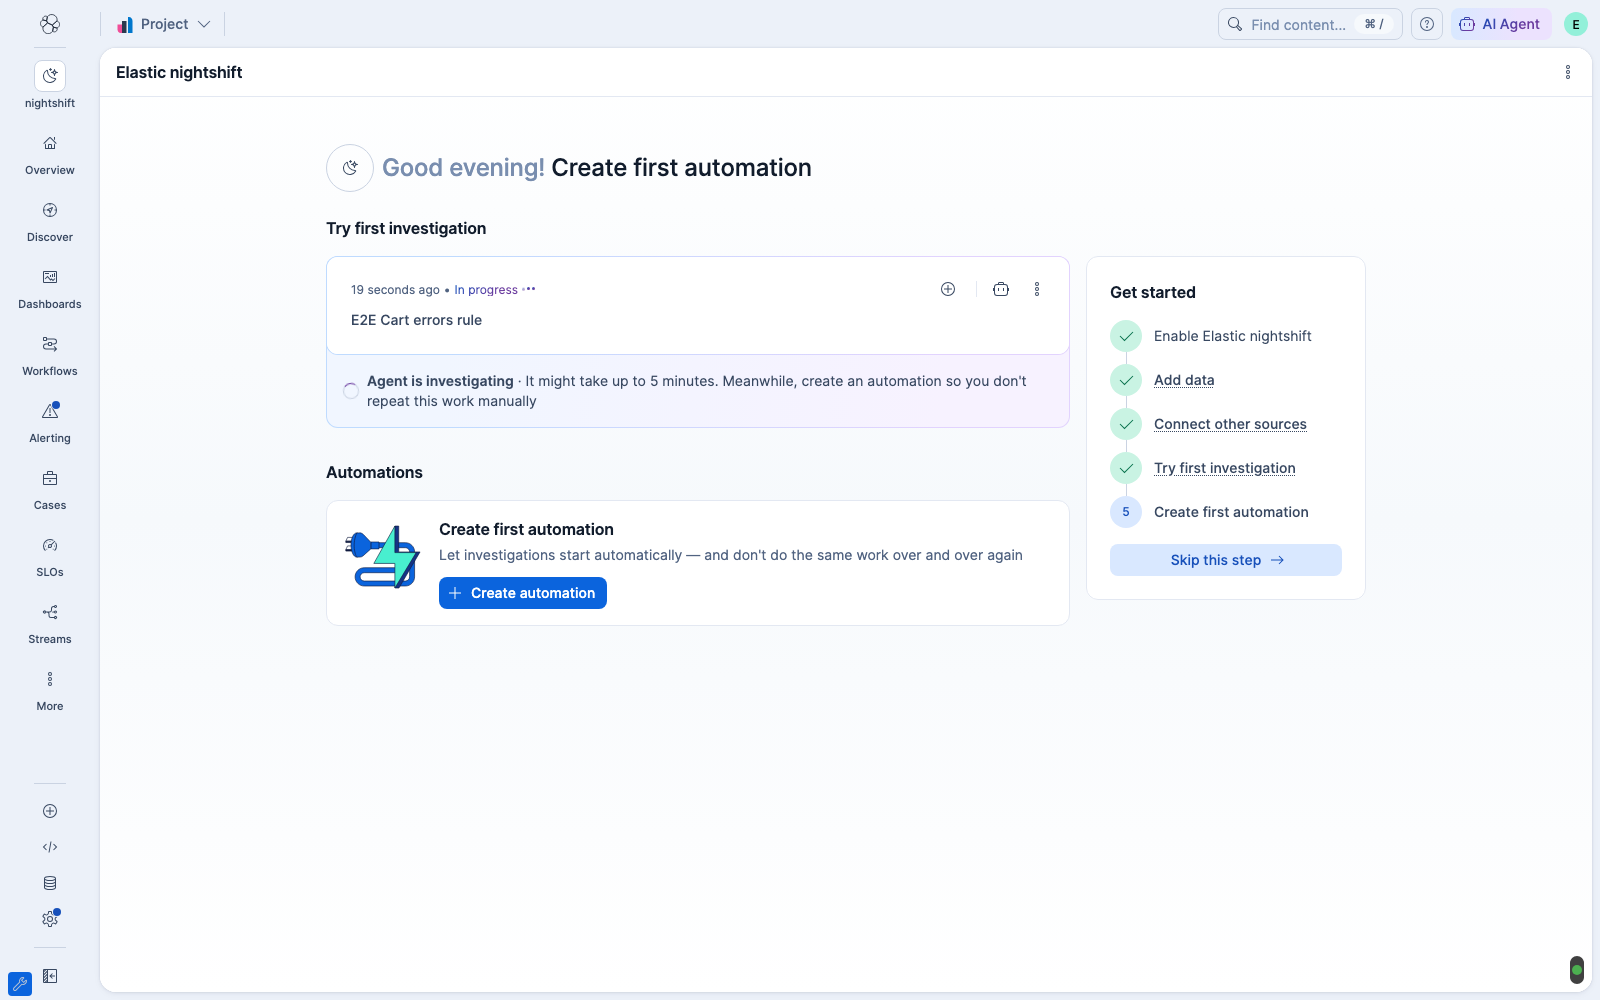 Project
Find content...
⌘ /
AI Agent
E
nightshift
Overview
Discover
Dashboards
Workflows
Alerting
Cases
SLOs
Streams
More
Elastic nightshift
Good evening! Create first automation
Try first investigation
19 seconds ago • In progress
E2E Cart errors rule
Agent is investigating · It might take up to 5 minutes. Meanwhile, create an automation so you don't
repeat this work manually
Automations
Create first automation
Let investigations start automatically — and don't do the same work over and over again
Create automation
Get started
Enable Elastic nightshift
Add data
Connect other sources
Try first investigation
5 Create first automation
Skip this step